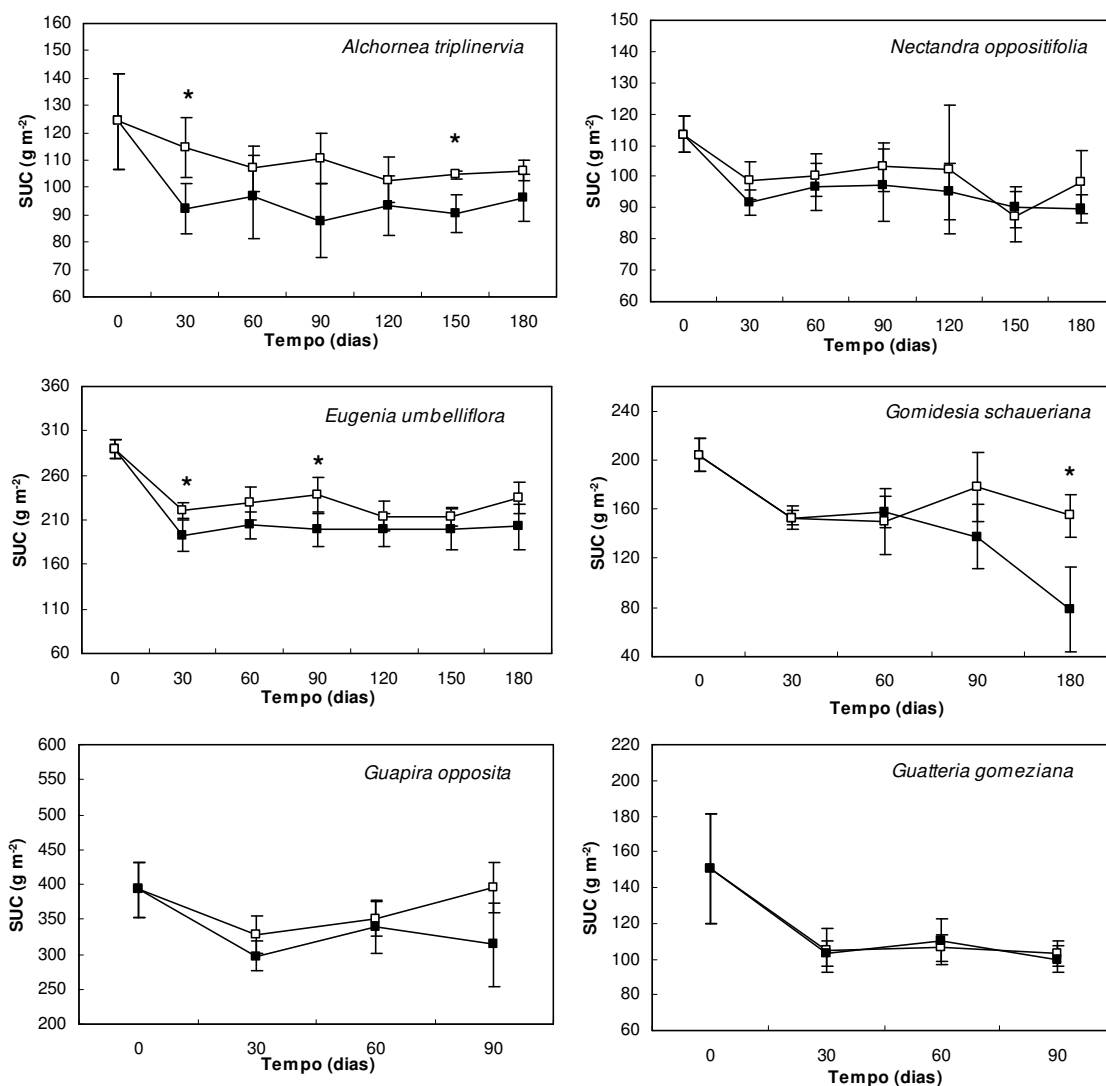 Alchornea triplinervia
SUC (g m-2)
160
150
140
130
120
110
100
90
80
70
60
*
*
0 30 60 90 120 150 180
Tempo (dias)
Nectandra oppositifolia
SUC (g m-2)
150
140
130
120
110
100
90
80
70
60
0 30 60 90 120 150 180
Tempo (dias)
Eugenia umbelliflora
SUC (g m-2)
360
310
260
210
160
110
60
*
*
0 30 60 90 120 150 180
Tempo (dias)
Gomidesia schaueriana
SUC (g m-2)
240
200
160
120
80
40
*
0 30 60 90 180
Tempo (dias)
Guapira opposita
SUC (g m-2)
600
550
500
450
400
350
300
250
200
0 30 60 90
Tempo (dias)
Guatteria gomeziana
SUC (g m-2)
220
200
180
160
140
120
100
80
60
0 30 60 90
Tempo (dias)